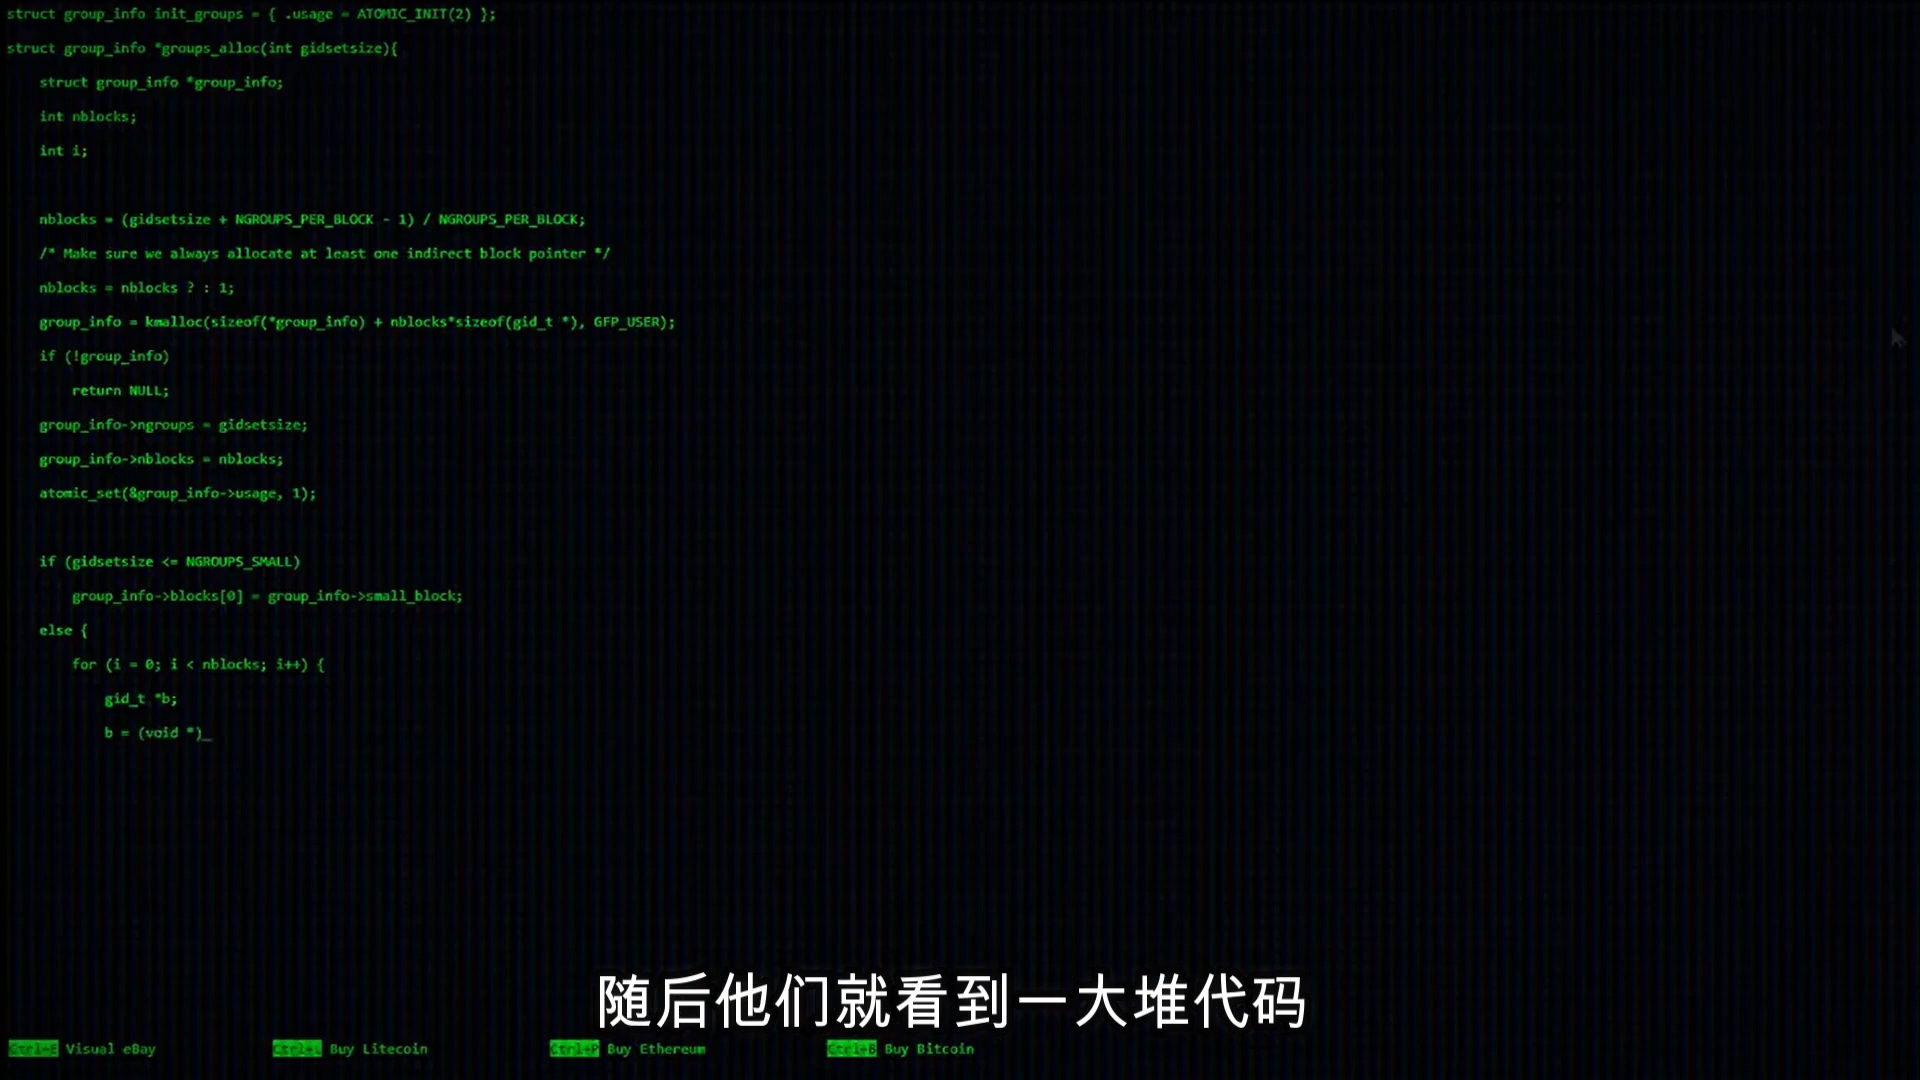 struct group_info init_groups = { .usage = ATOMIC_INIT(2) };
struct group_info *groups_alloc(int gidsetsize){
struct group_info *group_info;
int nblocks;
int i;
nblocks = (gidsetsize + NGROUPS_PER_BLOCK - 1) / NGROUPS_PER_BLOCK;
/* Make sure we always allocate at least one indirect block pointer */
nblocks = nblocks ? : 1;
group_info = kmalloc(sizeof(*group_info) + nblocks*sizeof(gid_t *), GFP_USER);
if (!group_info)
return NULL;
group_info->ngroups = gidsetsize;
group_info->nblocks = nblocks;
atomic_set(&group_info->usage, 1);
if (gidsetsize <= NGROUPS_SMALL)
group_info->blocks[0] = group_info->small_block;
else {
for (i = 0; i < nblocks; i++) {
gid_t *b;
b = (void *)_
随后他们就看到一大堆代码
Ctrl+E Visual eBay Ctrl+L Buy Litecoin Ctrl+P Buy Ethereum Ctrl+B Buy Bitcoin